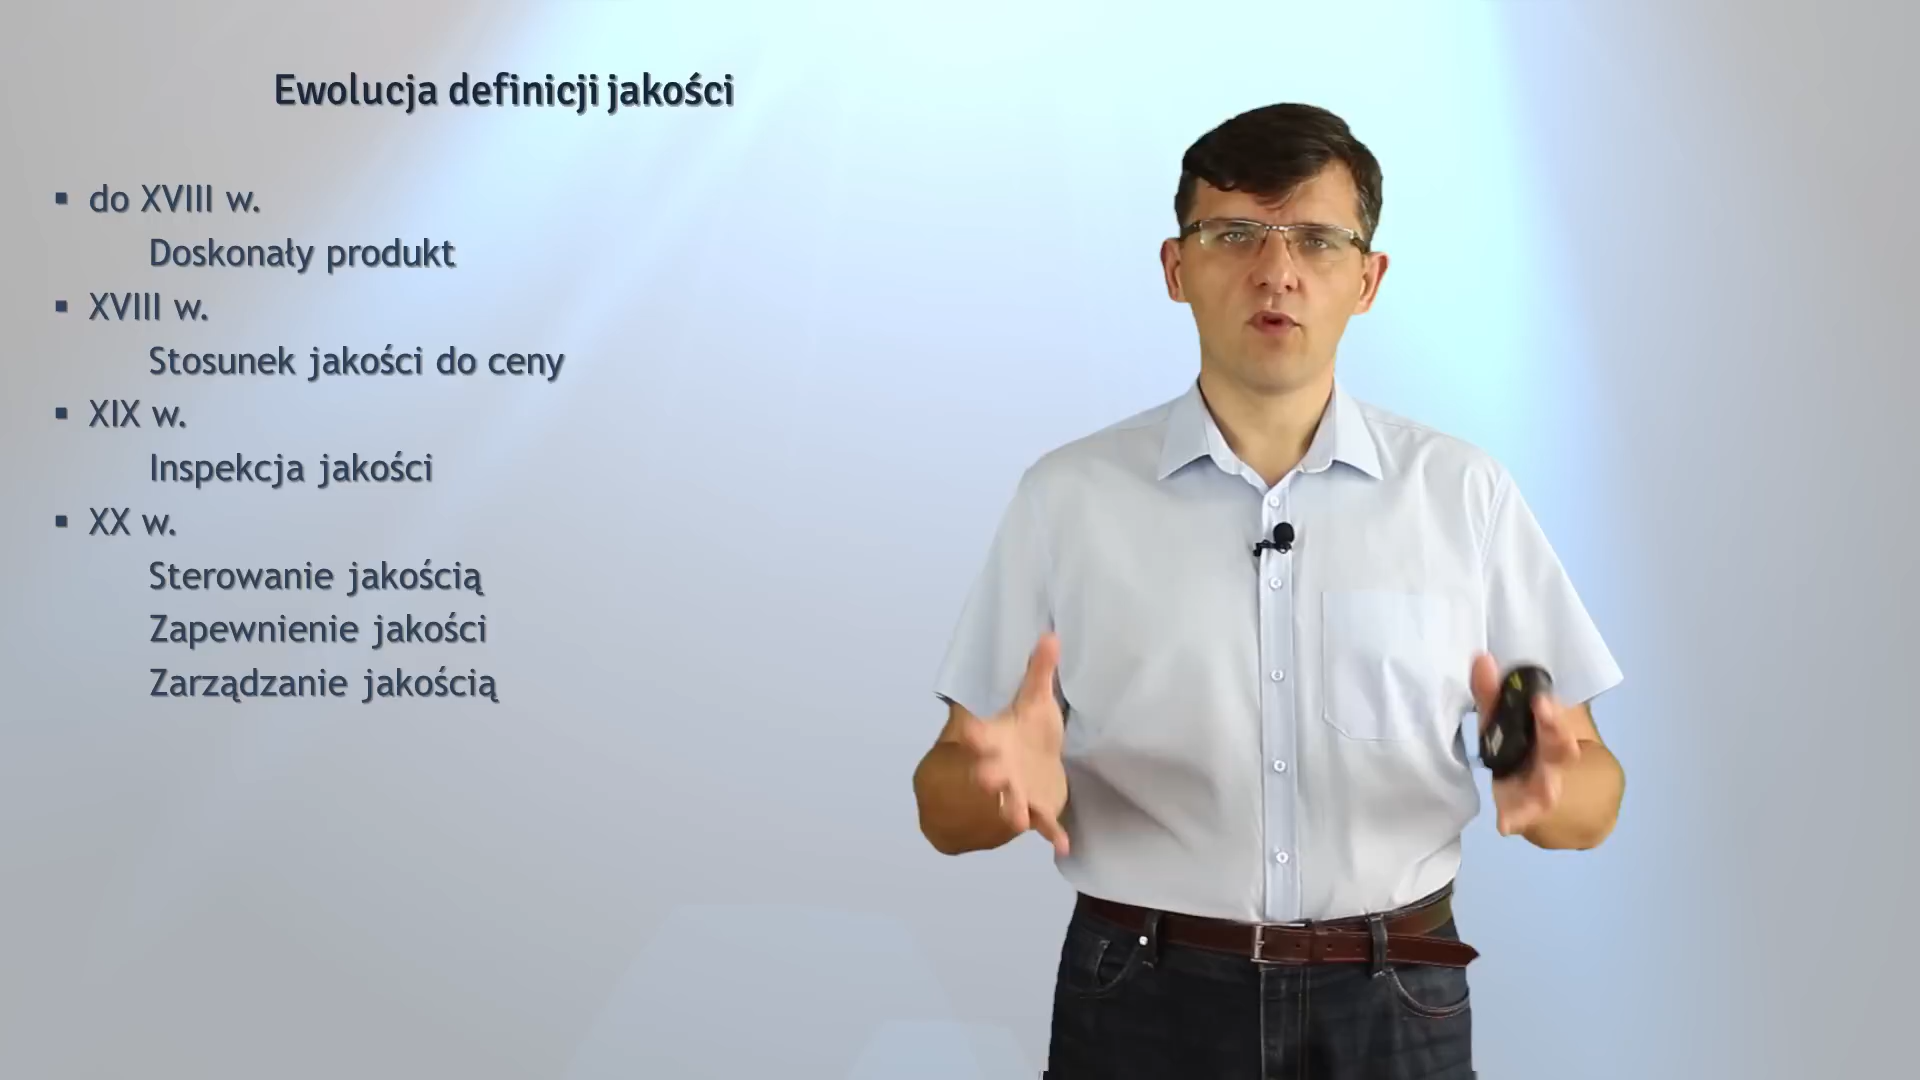 Ewolucja definicji jakości
▪ do XVIII w.
Doskonały produkt
▪ XVIII w.
Stosunek jakości do ceny
▪ XIX w.
Inspekcja jakości
▪ XX w.
Sterowanie jakością
Zapewnienie jakości
Zarządzanie jakością